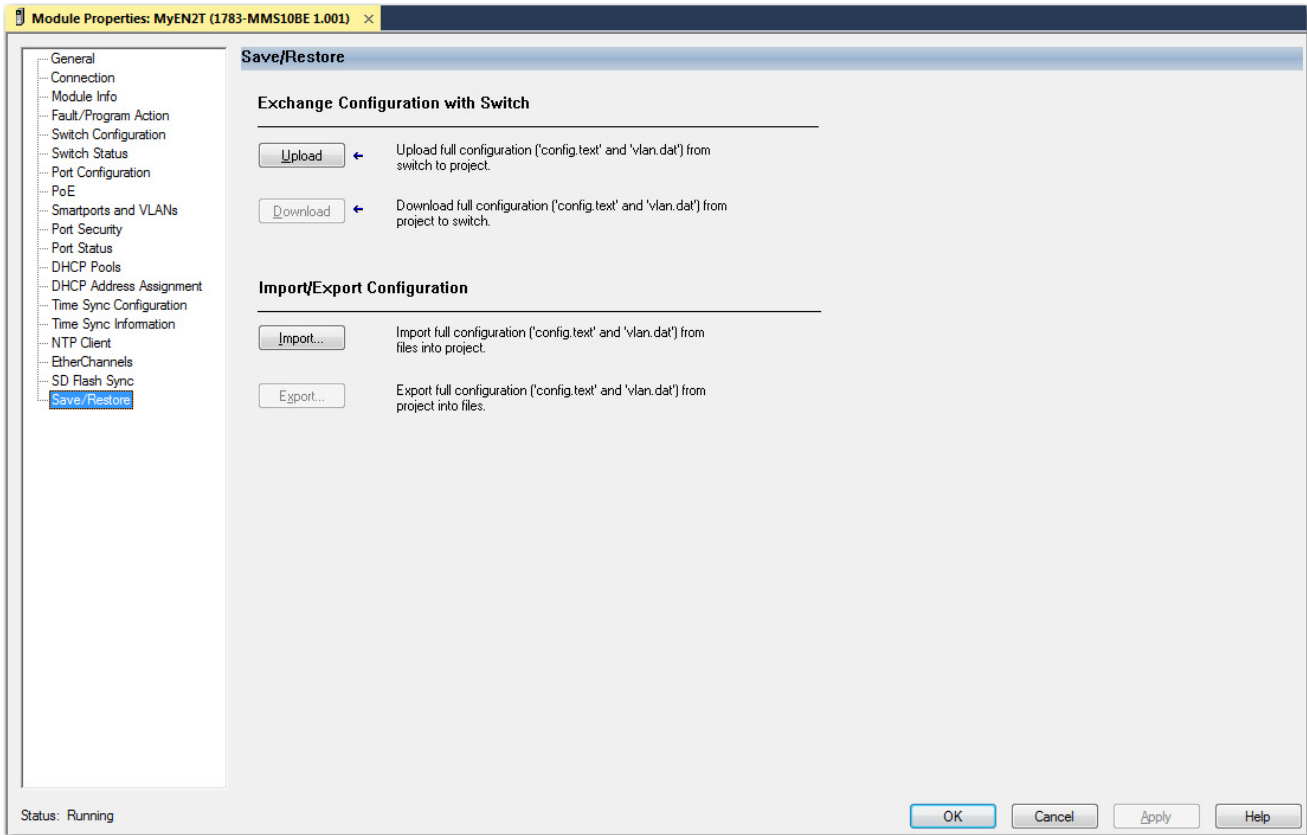 Module Properties: MyEN2T (1783-MMS10BE 1.001) ×
General
Connection
Module Info
Fault/Program Action
Switch Configuration
Switch Status
Port Configuration
PoE
Smartports and VLANs
Port Security
Port Status
DHCP Pools
DHCP Address Assignment
Time Sync Configuration
Time Sync Information
NTP Client
EtherChannels
SD Flash Sync
Save/Restore
Save/Restore
Exchange Configuration with Switch
Upload
Upload full configuration ('config.text' and 'vlan.dat') from
switch to project.
Download
Download full configuration ('config.text' and 'vlan.dat') from
project to switch.
Import/Export Configuration
Import...
Import full configuration ('config.text' and 'vlan.dat') from
files into project.
Export...
Export full configuration ('config.text' and 'vlan.dat') from
project into files.
Status: Running
OK
Cancel
Apply
Help